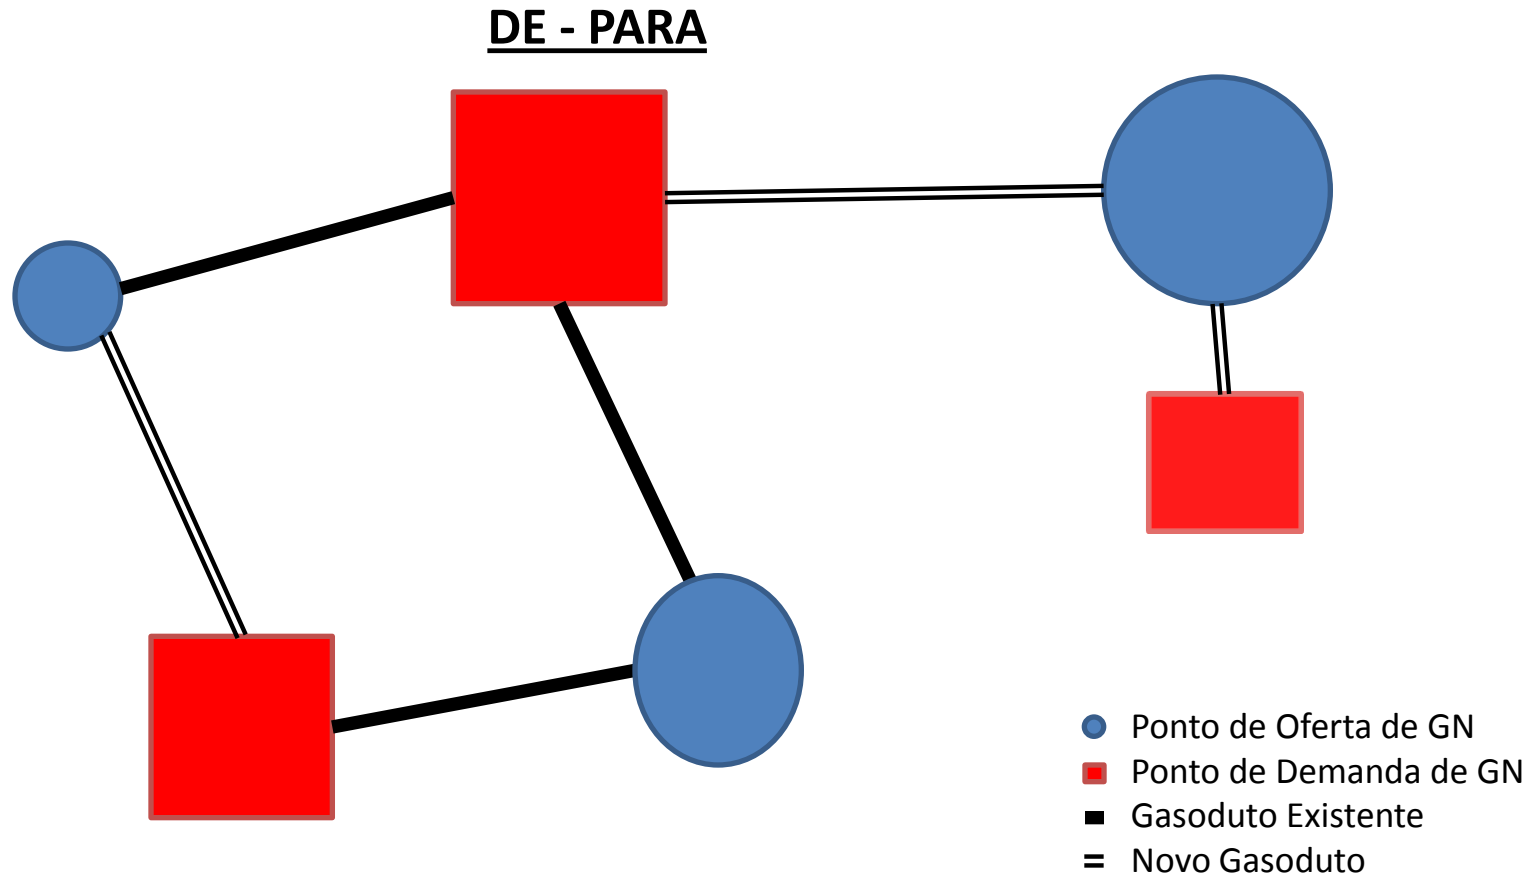 DE - PARA
Ponto de Oferta de GN
Ponto de Demanda de GN
Gasoduto Existente
Novo Gasoduto